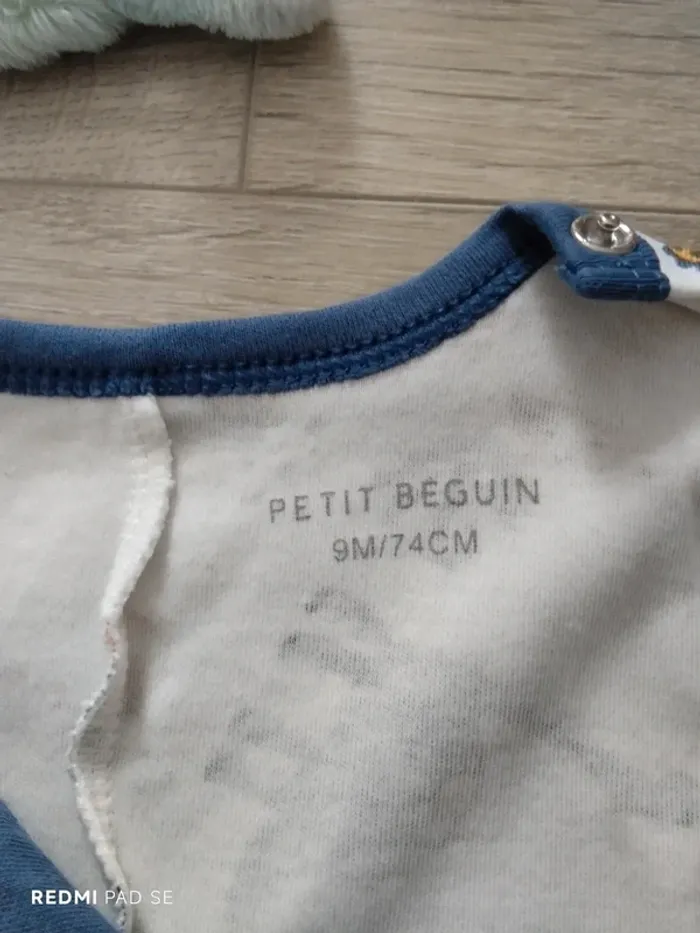 PETIT BEGUIN
9M/74CM
REDMI PAD SE